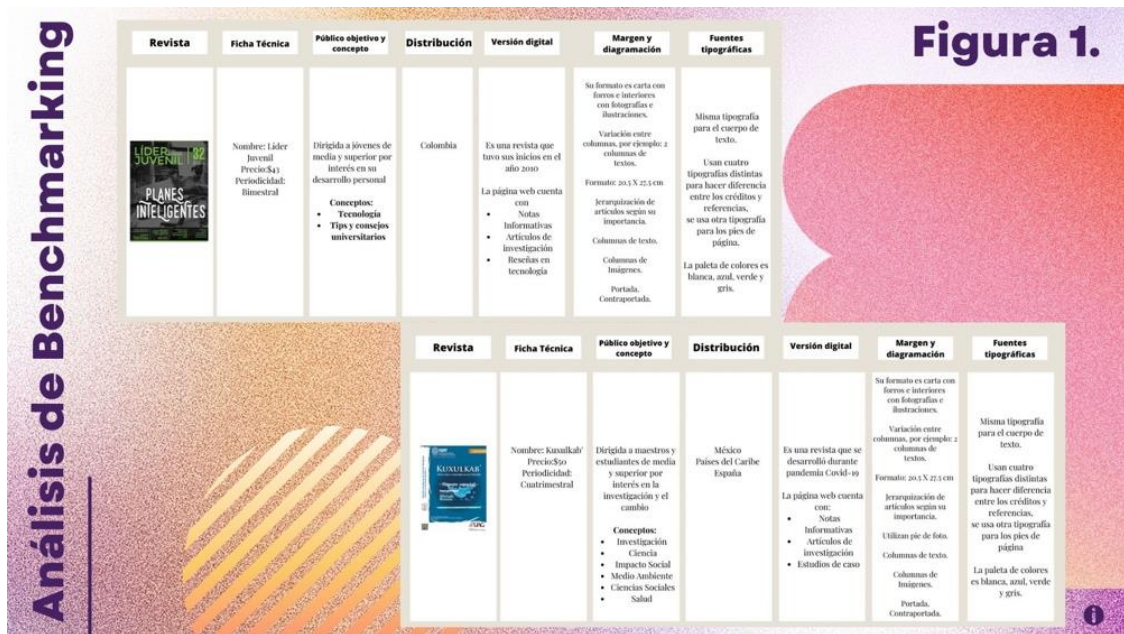 Análisis de Benchmarking
Figura 1.
Revista
Ficha Técnica
Público objetivo y
concepto
Distribución
Versión digital
Margen y
diagramación
Fuentes
tipográficas
LÍDER
JUVENIL 32
PLANES
INTELIGENTES
Nombre: Líder
Juvenil
Precio:$43
Periodicidad:
Bimestral
Dirigida a jóvenes de
media y superior por
interés en su
desarrollo personal
Conceptos:
• Tecnología
• Tips y consejos
universitarios
Colombia
Es una revista que
tuvo sus inicios en el
año 2010
La página web cuenta
con
• Notas
Informativas
• Artículos de
investigación
• Reseñas en
tecnología
Su formato es carta con
forros e interiores
con fotografías e
ilustraciones.
Variación entre
columnas, por ejemplo: 2
columnas de
textos.
Formato: 20.5 X 27.5 cm
Jerarquización de
artículos según su
importancia.
Columnas de texto.
Columnas de
Imágenes.
Portada.
Contraportada.
Misma tipografía
para el cuerpo de
texto.
Usan cuatro
tipografías distintas
para hacer diferencia
entre los créditos y
referencias,
se usa otra tipografía
para los pies de
página.
La paleta de colores es
blanca, azul, verde y
gris.
Revista
Ficha Técnica
Público objetivo y
concepto
Distribución
Versión digital
Margen y
diagramación
Fuentes
tipográficas
KUXULKAB'
Nombre: Kuxulkab'
Precio:$50
Periodicidad:
Cuatrimestral
Dirigida a maestros y
estudiantes de media
y superior por
interés en la
investigación y el
cambio
Conceptos:
• Investigación
• Ciencia
• Impacto Social
• Medio Ambiente
• Ciencias Sociales
• Salud
México
Países del Caribe
España
Es una revista que se
desarrolló durante
pandemia Covid-19
La página web cuenta
con:
• Notas
Informativas
• Artículos de
investigación
• Estudios de caso
Su formato es carta con
forros e interiores
con fotografías e
ilustraciones.
Variación entre
columnas, por ejemplo: 2
columnas de
textos.
Formato: 20.5 X 27.5 cm
Jerarquización de
artículos según su
importancia.
Utilizan pie de foto.
Columnas de texto.
Columnas de
Imágenes.
Portada.
Contraportada.
Misma tipografía
para el cuerpo de
texto.
Usan cuatro
tipografías distintas
para hacer diferencia
entre los créditos y
referencias,
se usa otra tipografía
para los pies de
página
La paleta de colores
es blanca, azul, verde
y gris.